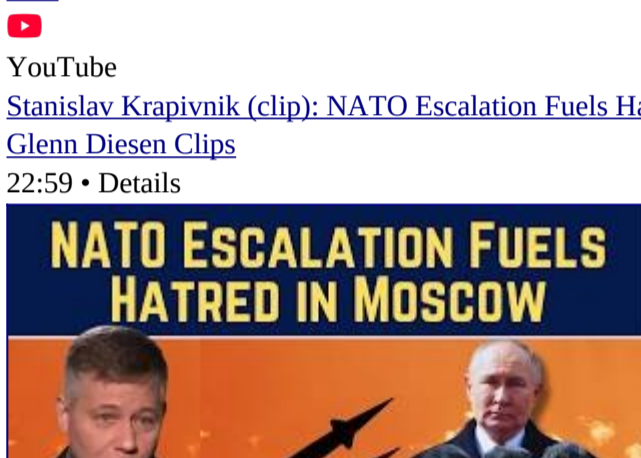 YouTube
Stanislav Krapivnik (clip): NATO Escalation Fuels Ha
Glenn Diesen Clips
22:59 • Details
NATO ESCALATION FUELS
HATRED IN MOSCOW